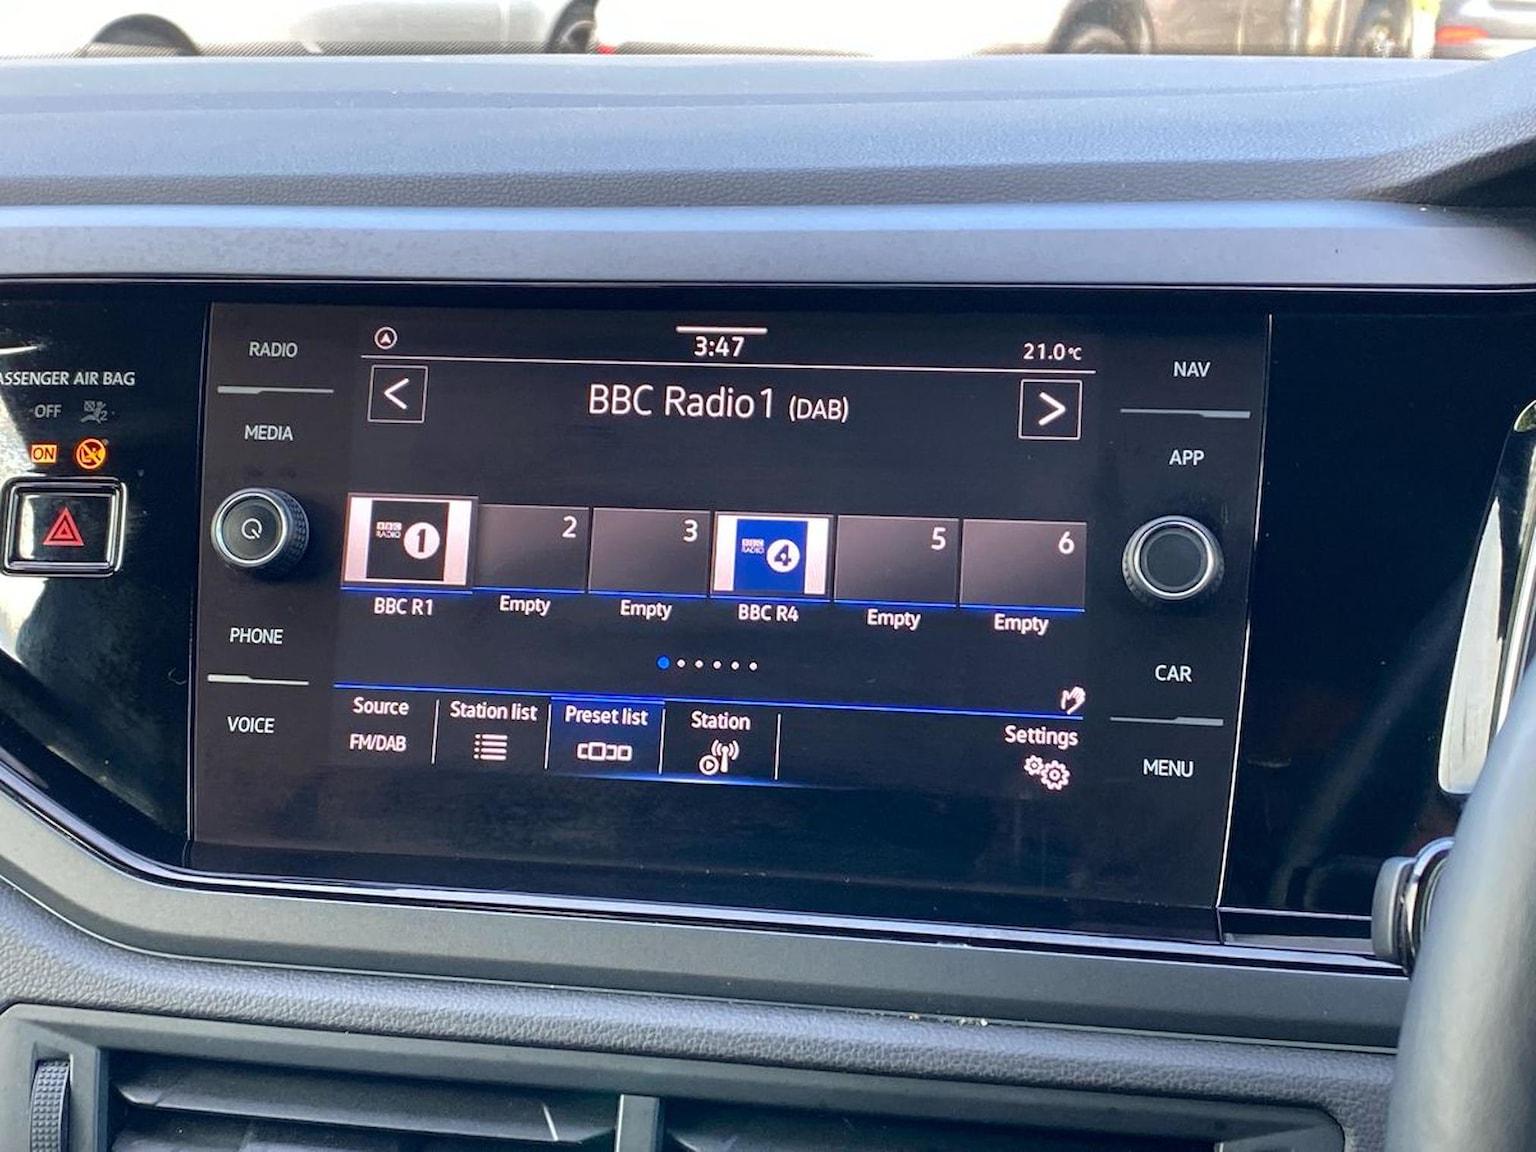 RADIO
3:47
21.0°C
NAV
ASSENGER AIR BAG
BBC Radio 1 (DAB)
OFF
2
MEDIA
APP
ON
BBC
RADIO
1
2
3
BBC
RADIO
4
5
6
BBC R1
Empty
Empty
BBC R4
Empty
Empty
PHONE
CAR
Source
Station list
Preset list
Station
Settings
VOICE
FM/DAB
MENU